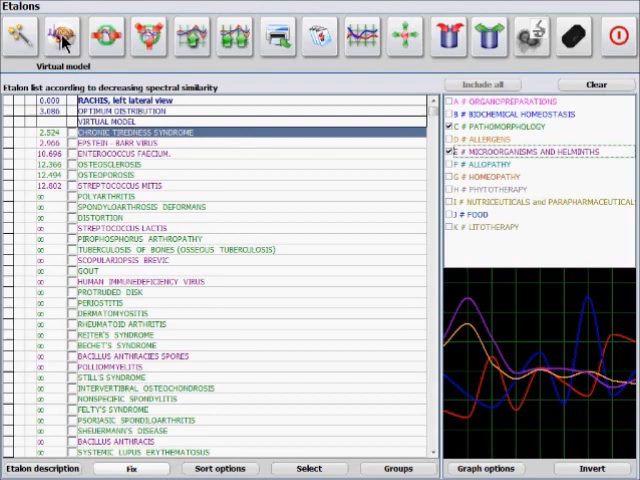 Etalons
Virtual model
Etalon list according to decreasing spectral similarity
0.000 RACHIS, left lateral view
3.086 OPTIMUM DISTRIBUTION
VIRTUAL MODEL
2.524 CHRONIC TIREDNESS SYNDROME
2.966 EPSTEIN - BARR VIRUS
10.696 ENTEROCOCCUS FAECIUM.
12.366 OSTEOSCLEROSIS
12.494 OSTEOPOROSIS
12.802 STREPTOCOCCUS MITIS
∞ POLYARTHRITIS
∞ SPONDYLOARTHROSIS DEFORMANS
∞ DISTORTION
∞ STREPTOCOCCUS LACTIS
∞ PIROPHOSPHORUS ARTHROPATHY
∞ TUBERCULOSIS OF BONES (OSSEOUS TUBERCULOSIS)
∞ SCOPULARIOPSIS BREVIC
∞ GOUT
∞ HUMAN IMMUNEDEFICIENCY VIRUS
∞ PROTRUDED DISK
∞ PERIOSTITIS
∞ DERMATOMYOSITIS
∞ RHEUMATOID ARTHRITIS
∞ REITER'S SYNDROME
∞ BECHET'S SYNDROME
∞ BACILLUS ANTHRACIES SPORES
∞ POLLIOMMYELITIS
∞ STILL'S SYNDROME
∞ INTERVERTIBRAL OSTEOCHONDROSIS
∞ NONSPECIFIC SPONDYLITIS
∞ FELTY'S SYNDROME
∞ PSORIASIC SPONDILOARTHRITIS
∞ SHEUERMANN'S DISEASE
∞ BACILLUS ANTHRACIS
∞ SYSTEMIC LUPUS ERYTHEMATOSUS
Etalon description
Fix
Sort options
Select
Groups
Include all
Clear
A # ORGANOPREPARATIONS
B # BIOCHEMICAL HOMEOSTASIS
C # PATHOMORPHOLOGY
D # ALLERGENS
E # MICROORGANISMS AND HELMINTHS
F # ALLOPATHY
G # HOMEOPATHY
H # PHYTOTHERAPY
I # NUTRICEUTICALS and PARAPHARMACEUTICALS
J # FOOD
K # LITOTHERAPY
Graph options
Invert